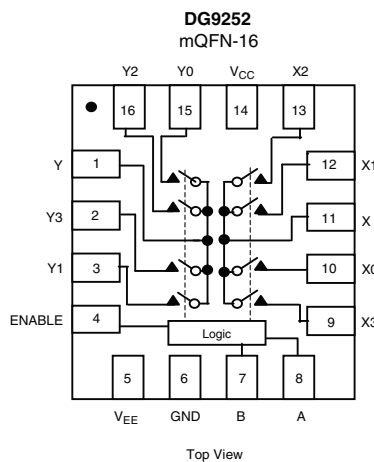 DG9252
mQFN-16
Y2 Y0 VCC X2
16 15 14 13
Y 1 12 X1
Y3 2 11 X
Y1 3 10 X0
ENABLE 4 9 X3
Logic
5 6 7 8
VEE GND B A
Top View